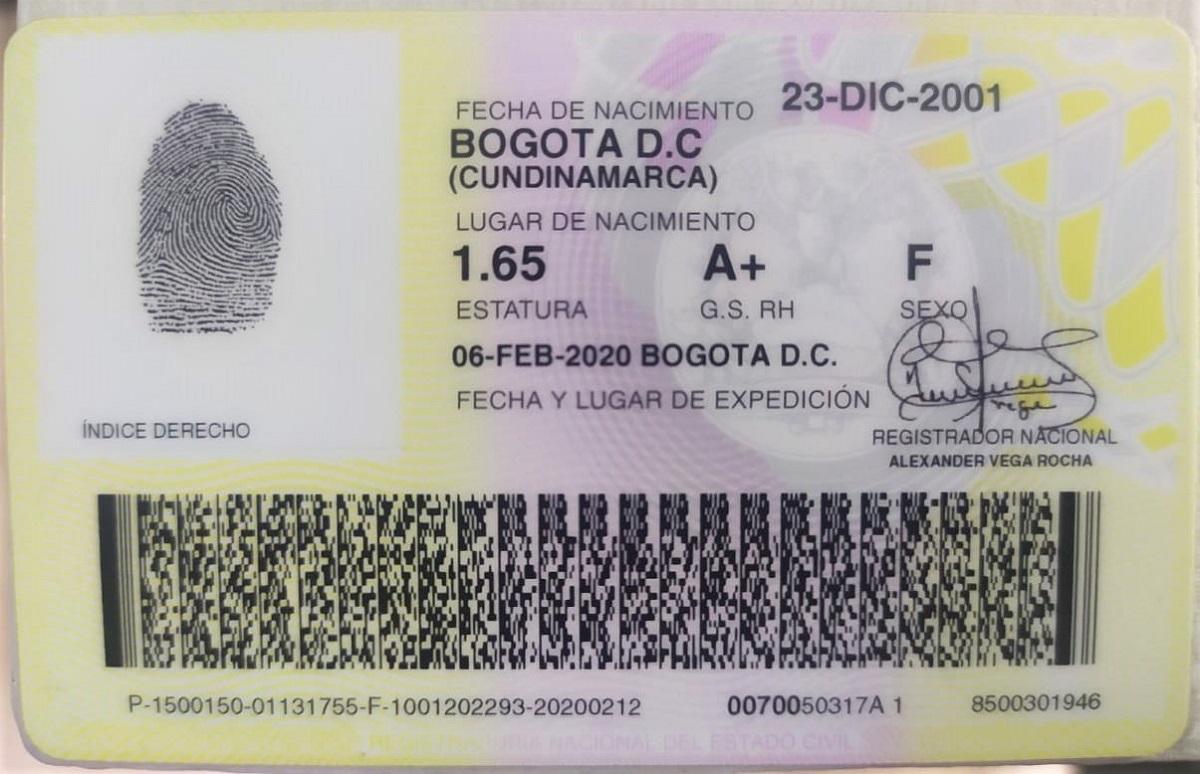 FECHA DE NACIMIENTO 23-DIC-2001
BOGOTA D.C
(CUNDINAMARCA)
LUGAR DE NACIMIENTO
1.65 A+ F
ESTATURA G.S. RH SEXO
06-FEB-2020 BOGOTA D.C.
FECHA Y LUGAR DE EXPEDICIÓN
ÍNDICE DERECHO
REGISTRADOR NACIONAL
ALEXANDER VEGA ROCHA
P-1500150-01131755-F-1001202293-20200212 0070050317A 1 8500301946
REGISTRADURIA NACIONAL DEL ESTADO CIVIL